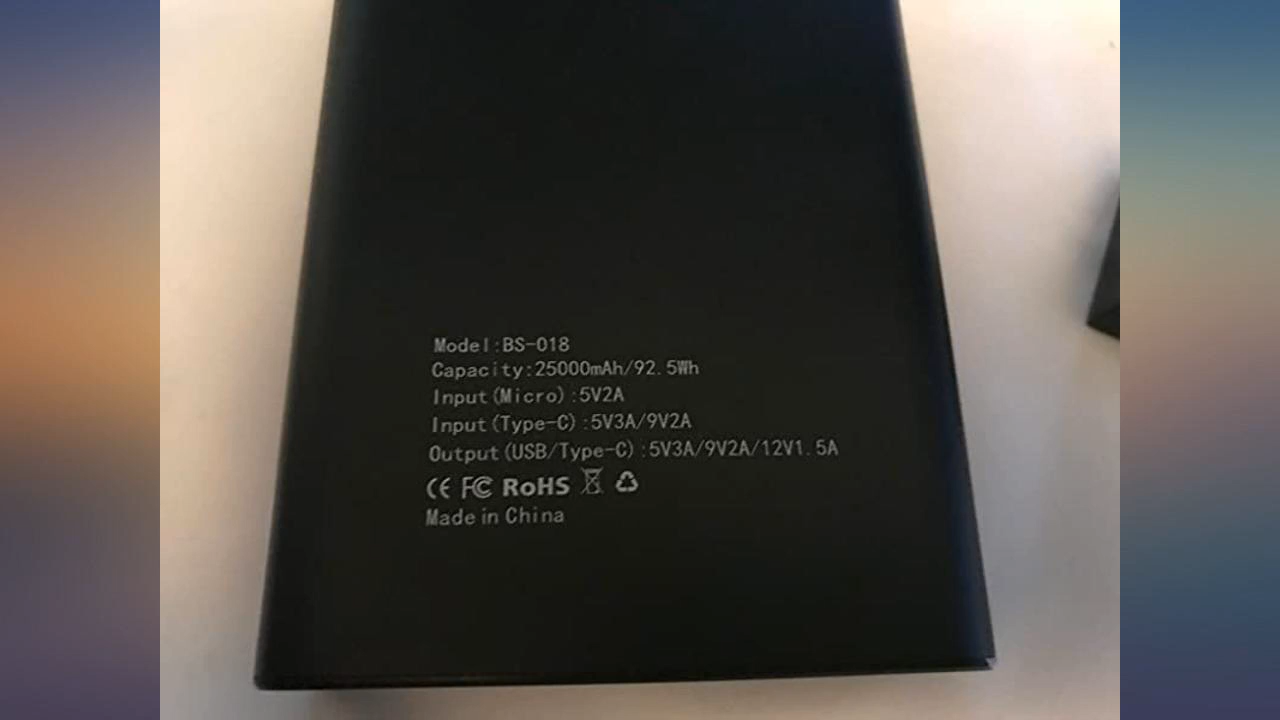 Model:BS-018
Capacity:25000mAh/92.5Wh
Input(Micro):5V2A
Input(Type-C):5V3A/9V2A
Output(USB/Type-C):5V3A/9V2A/12V1.5A
CE FC RoHS
Made in China